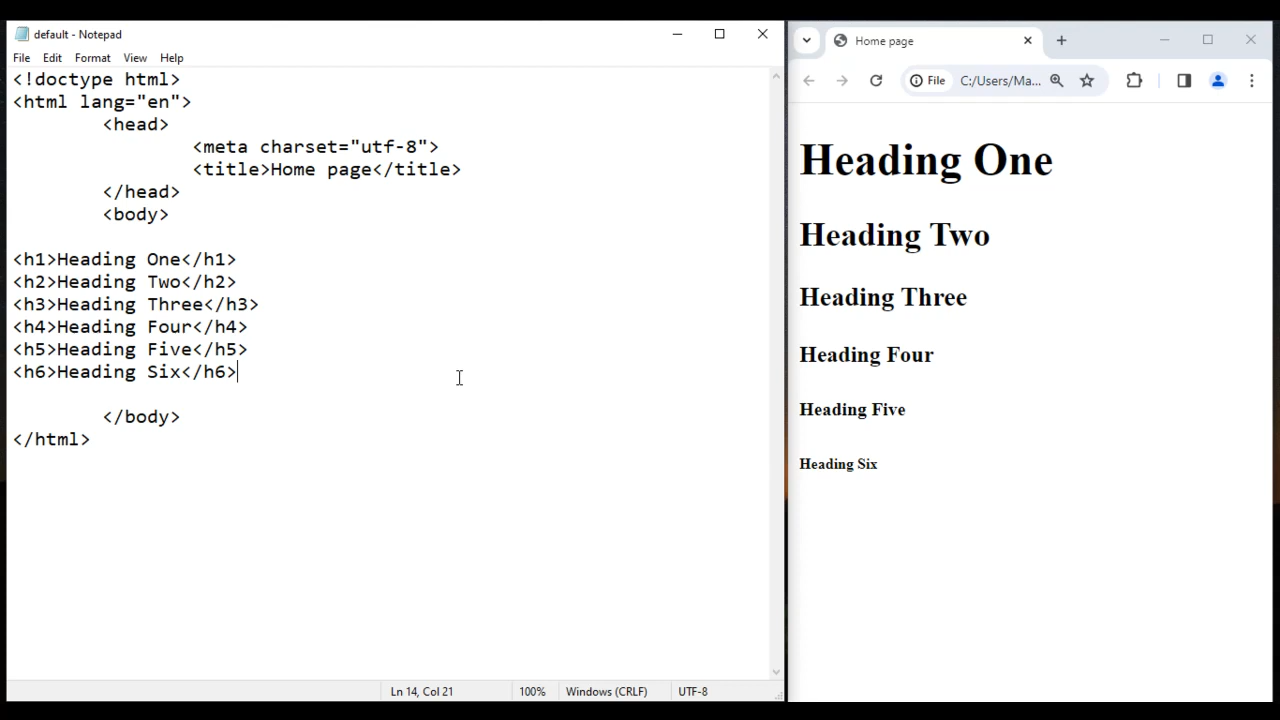 default - Notepad
File Edit Format View Help
<!doctype html>
<html lang="en">
<head>
<meta charset="utf-8">
<title>Home page</title>
</head>
<body>
<h1>Heading One</h1>
<h2>Heading Two</h2>
<h3>Heading Three</h3>
<h4>Heading Four</h4>
<h5>Heading Five</h5>
<h6>Heading Six</h6>
</body>
</html>
Ln 14, Col 21 100% Windows (CRLF) UTF-8
Home page
File C:/Users/Ma...
Heading One
Heading Two
Heading Three
Heading Four
Heading Five
Heading Six